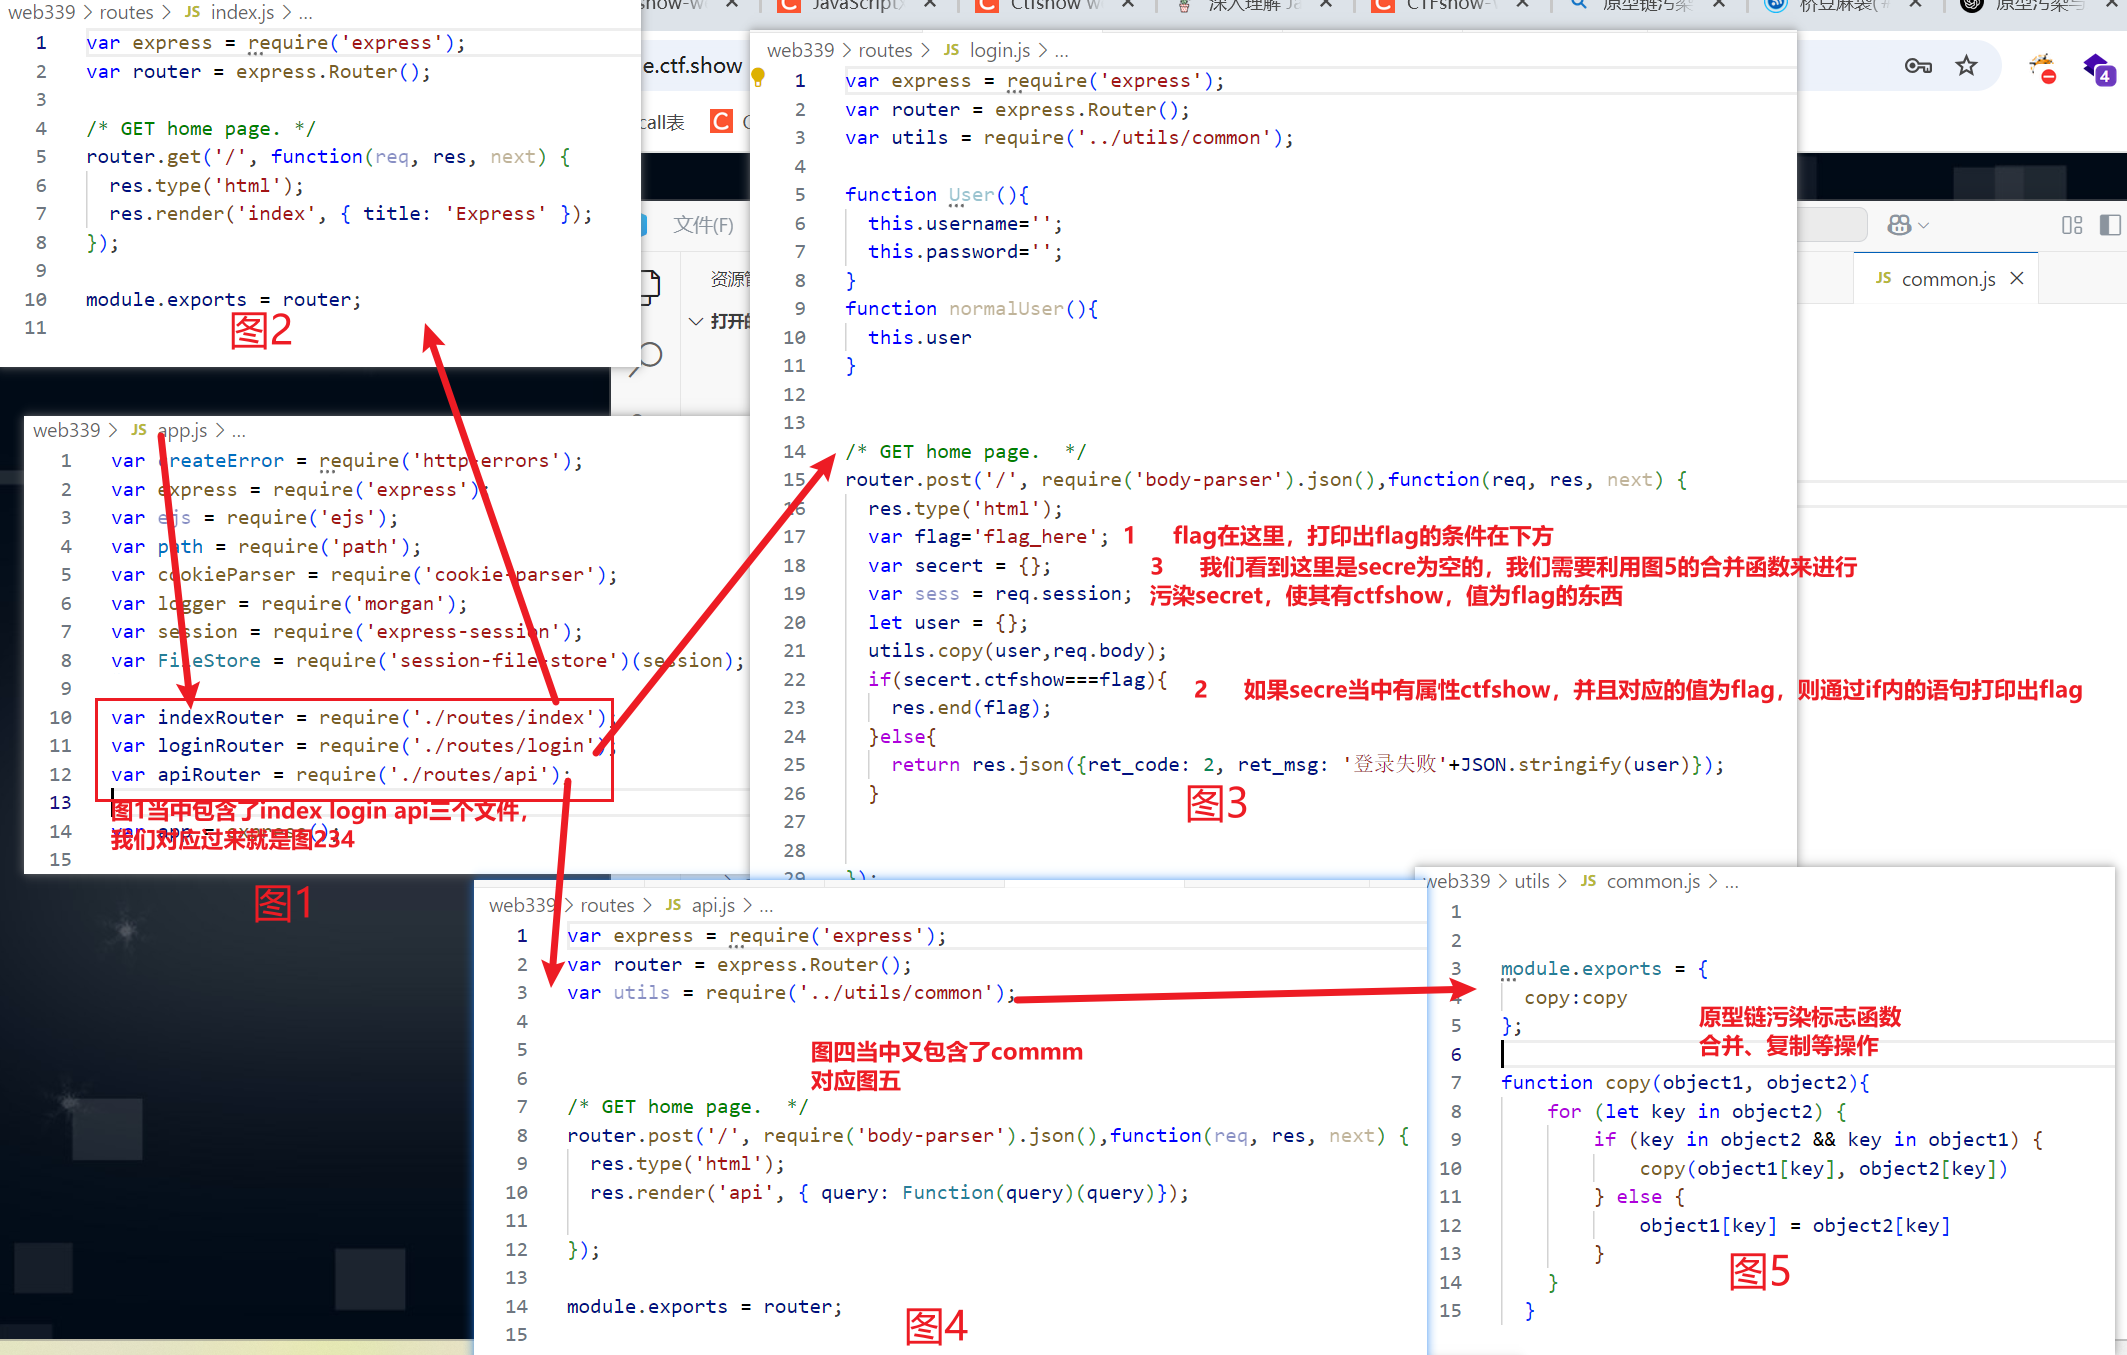 web339 > routes > JS index.js > ...
1 var express = require('express');
2 var router = express.Router();
3
4 /* GET home page. */
5 router.get('/', function(req, res, next) {
6 res.type('html');
7 res.render('index', { title: 'Express' });
8 });
9
10 module.exports = router;
11
图2
web339 > JS app.js > ...
1 var createError = require('http-errors');
2 var express = require('express');
3 var ejs = require('ejs');
4 var path = require('path');
5 var cookieParser = require('cookie-parser');
6 var logger = require('morgan');
7 var session = require('express-session');
8 var FileStore = require('session-file-store')(session);
9
10 var indexRouter = require('./routes/index');
11 var loginRouter = require('./routes/login');
12 var apiRouter = require('./routes/api');
13
图1当中包含了index login api三个文件，
14 var app = express();
我们对应过来就是图234
15
图1
e.ctf.show
call表
文件(F)
web339 > routes > JS login.js > ...
1 var express = require('express');
2 var router = express.Router();
3 var utils = require('../utils/common');
4
5 function User(){
6 this.username='';
7 this.password='';
8 }
9 function normalUser(){
10 this.user
11 }
12
13
14 /* GET home page.  */
15 router.post('/', require('body-parser').json(),function(req, res, next) {
16 res.type('html');
17 var flag='flag_here'; 1 flag在这里，打印出flag的条件在下方
18 var secert = {}; 3 我们看到这里是secre为空的，我们需要利用图5的合并函数来进行
19 var sess = req.session; 污染secret，使其有ctfshow，值为flag的东西
20 let user = {};
21 utils.copy(user,req.body);
22 if(secert.ctfshow===flag){ 2 如果secre当中有属性ctfshow，并且对应的值为flag，则通过if内的语句打印出flag
23 res.end(flag);
24 }else{
25 return res.json({ret_code: 2, ret_msg: '登录失败'+JSON.stringify(user)});
26 }
27
28
29 });
图3
JS common.js ×
4
web339 > routes > JS api.js > ...
1 var express = require('express');
2 var router = express.Router();
3 var utils = require('../utils/common');
4
5
6
图四当中又包含了commm
对应图五
7 /* GET home page.  */
8 router.post('/', require('body-parser').json(),function(req, res, next) {
9 res.type('html');
10 res.render('api', { query: Function(query)(query)});
11
12 });
13
14 module.exports = router;
15
图4
web339 > utils > JS common.js > ...
1
2
3 module.exports = {
4 copy:copy
5 };
6
原型链污染标志函数
合并、复制等操作
7 function copy(object1, object2){
8 for (let key in object2) {
9 if (key in object2 && key in object1) {
10 copy(object1[key], object2[key])
11 } else {
12 object1[key] = object2[key]
13 }
14 }
15 }
图5